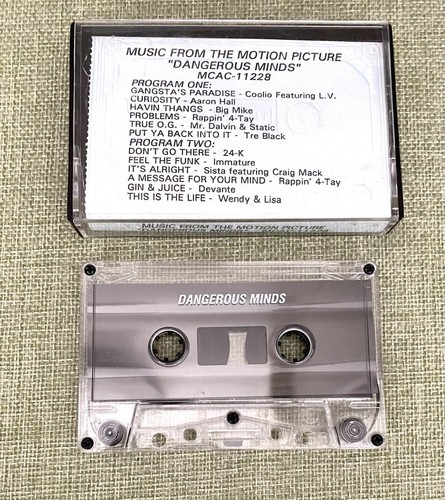 MUSIC FROM THE MOTION PICTURE
"DANGEROUS MINDS"
MCAC-11228
PROGRAM ONE:
GANGSTA'S PARADISE - Coolio Featuring L.V.
CURIOSITY - Aaron Hall
HAVIN THANGS - Big Mike
PROBLEMS - Rappin' 4-Tay
TRUE O.G. - Mr. Dalvin & Static
PUT YA BACK INTO IT - Tre Black
PROGRAM TWO:
DON'T GO THERE - 24-K
FEEL THE FUNK - Immature
IT'S ALRIGHT - Sista featuring Craig Mack
A MESSAGE FOR YOUR MIND - Rappin' 4-Tay
GIN & JUICE - Devante
THIS IS THE LIFE - Wendy & Lisa
MUSIC FROM THE MOTION PICTURE
DANGEROUS MINDS